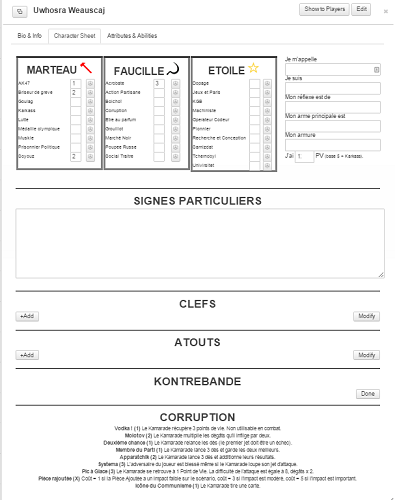 Uwhosra Weauscaj
Show to Players
Edit
Bio & Info
Character Sheet
Attributes & Abilities
MARTEAU
AK47 1
Briseur de greve 2
Goulag
Kamasa
Lutte
Médaille olympique
Muscle
Prisonnier Politique
Soyouz 2
FAUCILLE
Acrobate 3
Action Partisane
Bolchoï
Corruption
Etre au parfum
Grouillot
Marché Noir
Poupée Russe
Social Traitre
ETOILE
Dopage
Jeux et Paris
KGB
Machiniste
Operateur Codeur
Pionnier
Recherche et Conception
Samizdat
Tchernobyl
Universitet
Je m'appelle
Je suis
Mon réflexe est de
Mon arme principale est
Mon armure
J'ai 1 PV (base 5 + Kamasa).
SIGNES PARTICULIERS
CLEFS
+Add
Modify
ATOUTS
+Add
Modify
KONTREBANDE
Done
CORRUPTION
Vodka ! (1) Le Kamarade récupère 3 points de vie. Non utilisable en combat.
Molotov (2) Le Kamarade multiplie les dégâts qu'il inflige par deux.
Deuxième chance (1) Le Kamarade relance les dés (le premier jet doit être un échec).
Membre du Parti (1) Le Kamarade lance 3 dés et garde les deux meilleurs.
Apparatchik (2) Le Kamarade lance 3 dés et additionne leurs résultats.
Systema (3) L'adversaire du joueur est blessé même si le Kamarade loupe son jet d'attaque.
Pic à Glace (3) Le Kamarade se retrouve à 1 Point de Vie. La difficulté de l'attaque est égale à 8, dégâts x 2.
Pièce rajoutée (X) Coût = 1 si la Pièce Ajoutée a un impact faible sur le scénario, coût = 3 si l'impact est modéré, coût = 5 si l'impact est important.
Icône du Communisme (1) Le Kamarade tire une carte.